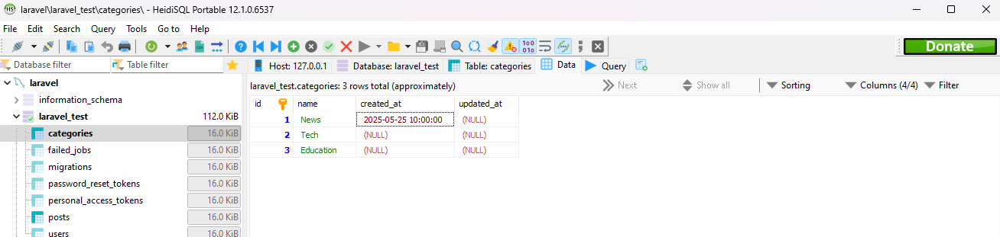 laravel\laravel_test\categories\ - HeidiSQL Portable 12.1.0.6537
File Edit Search Query Tools Go to Help
Donate
Database filter Table filter
Host: 127.0.0.1 Database: laravel_test Table: categories Data Query
laravel_test.categories: 3 rows total (approximately) Next Show all Sorting Columns (4/4) Filter
laravel
information_schema
laravel_test 112.0 KiB
categories 16.0 KiB
failed_jobs 16.0 KiB
migrations 16.0 KiB
password_reset_tokens 16.0 KiB
personal_access_tokens 16.0 KiB
posts 16.0 KiB
users 16.0 KiB
id name created_at updated_at
1 News 2025-05-25 10:00:00 (NULL)
2 Tech (NULL) (NULL)
3 Education (NULL) (NULL)